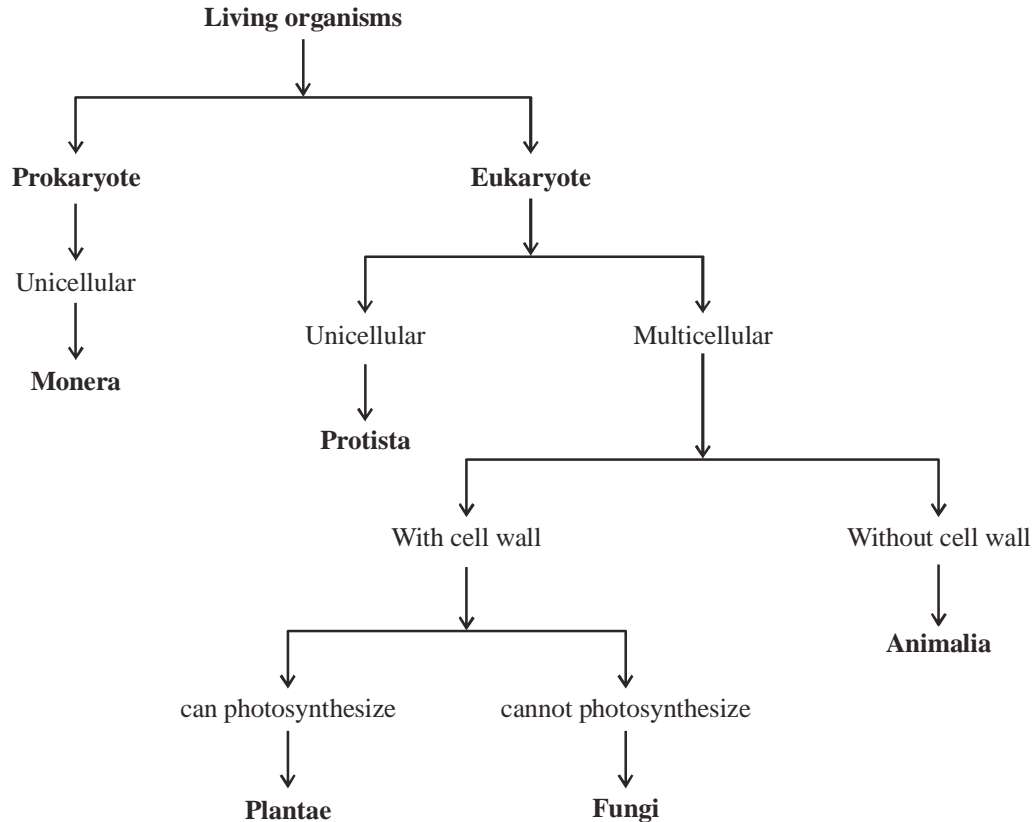 Living organisms
Prokaryote
Eukaryote
Unicellular
Unicellular
Multicellular
Monera
Protista
With cell wall
Without cell wall
Animalia
can photosynthesize
cannot photosynthesize
Plantae
Fungi